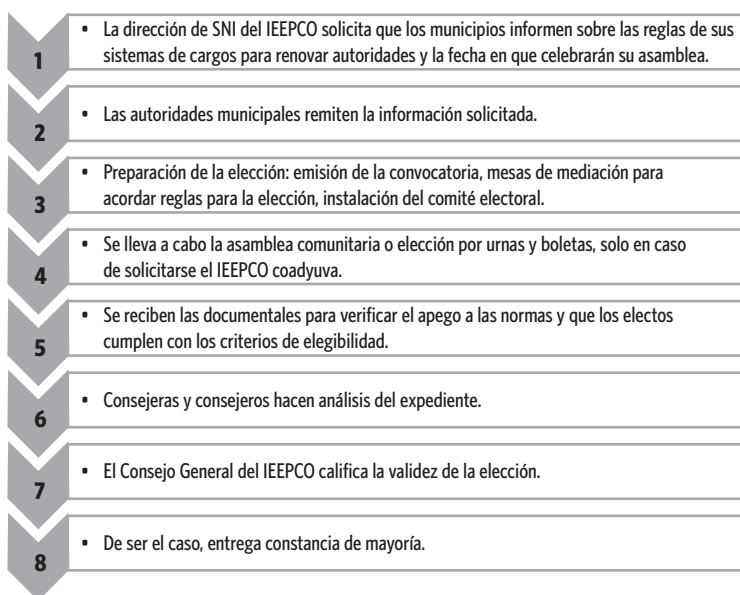 1
• La dirección de SNI del IEEPCO solicita que los municipios informen sobre las reglas de sus
sistemas de cargos para renovar autoridades y la fecha en que celebrarán su asamblea.
2
• Las autoridades municipales remiten la información solicitada.
3
• Preparación de la elección: emisión de la convocatoria, mesas de mediación para
acordar reglas para la elección, instalación del comité electoral.
4
• Se lleva a cabo la asamblea comunitaria o elección por urnas y boletas, solo en caso
de solicitarse el IEEPCO coadyuva.
5
• Se reciben las documentales para verificar el apego a las normas y que los electos
cumplen con los criterios de elegibilidad.
6
• Consejeras y consejeros hacen análisis del expediente.
7
• El Consejo General del IEEPCO califica la validez de la elección.
8
• De ser el caso, entrega constancia de mayoría.